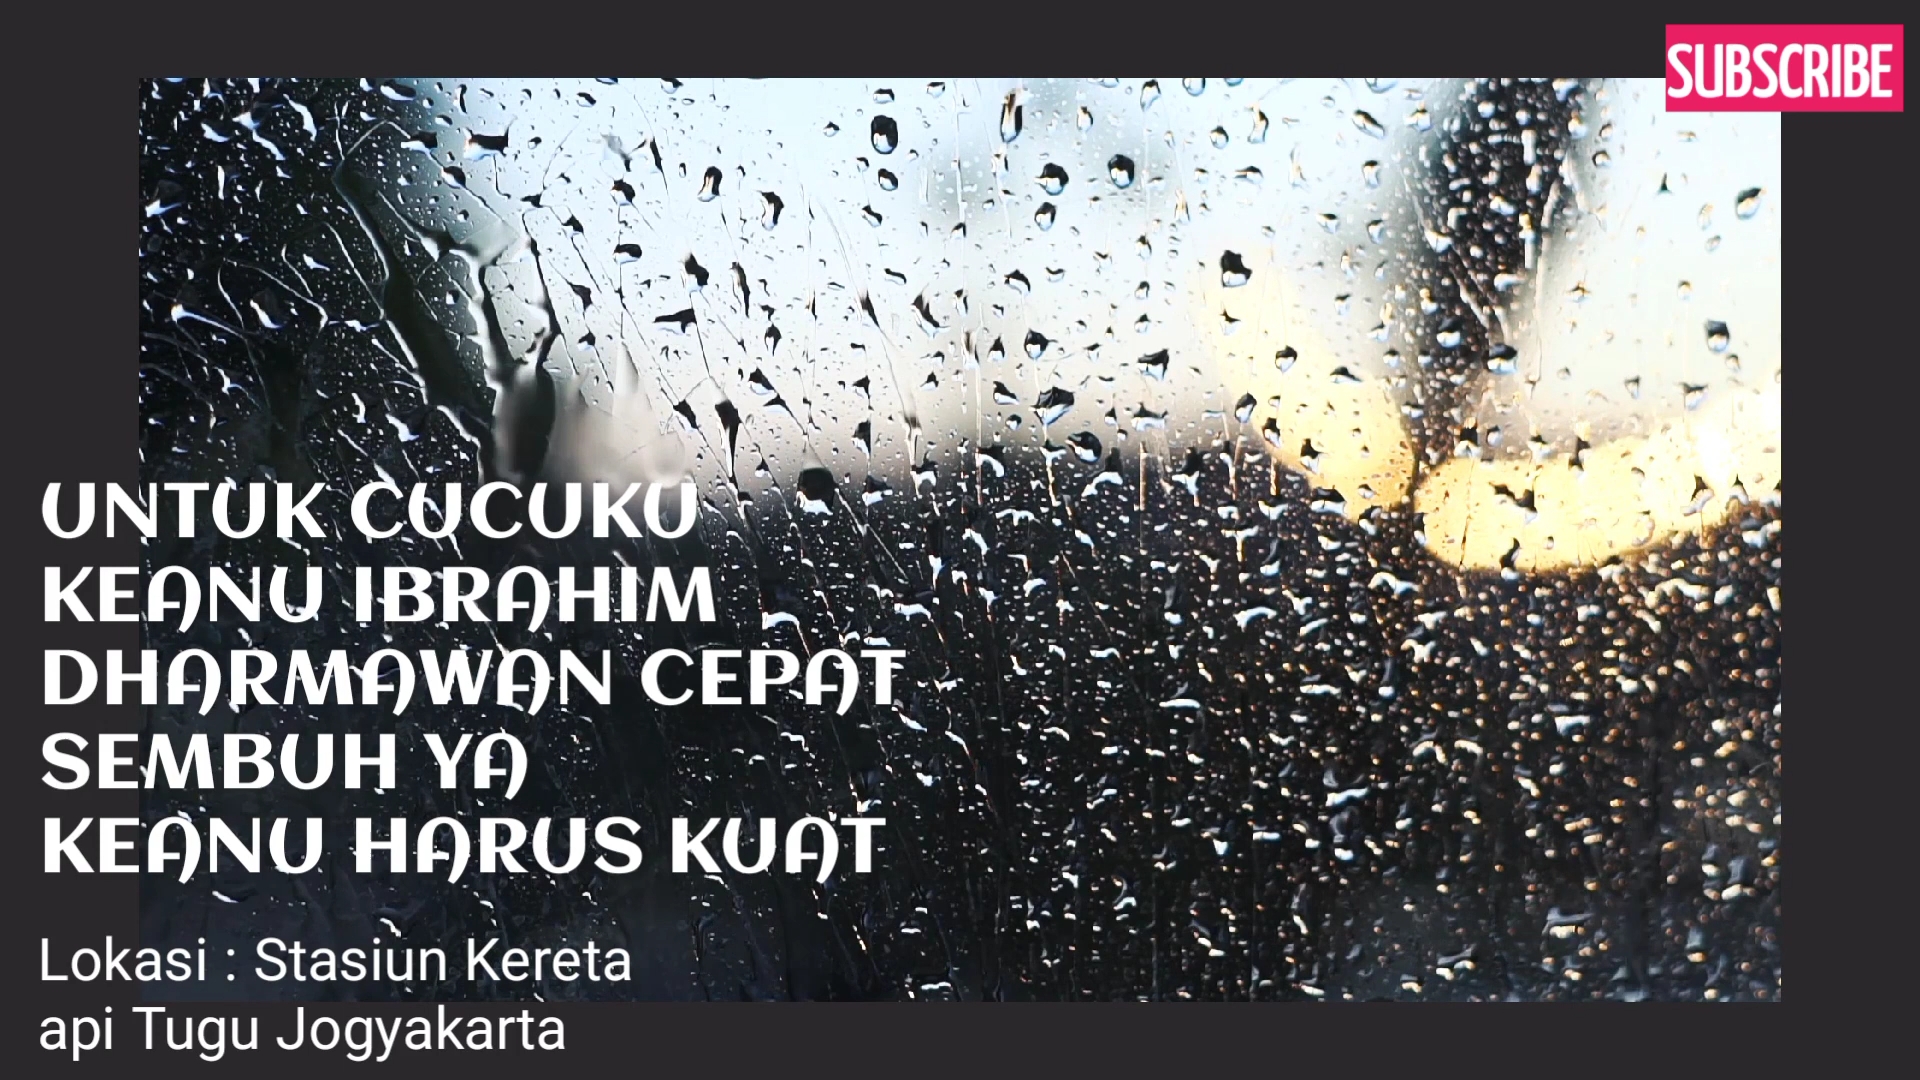 SUBSCRIBE
UNTUK CUCUKU
KEANU IBRAHIM
DHARMAWAN CEPAT
SEMBUH YA
KEANU HARUS KUAT
Lokasi : Stasiun Kereta
api Tugu Jogyakarta